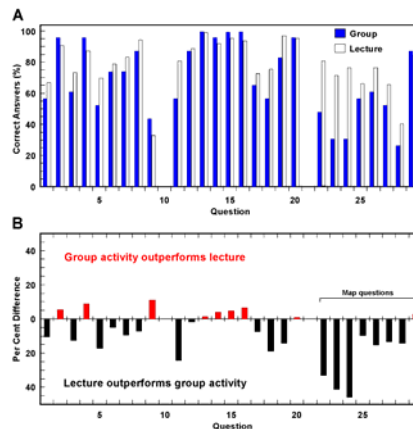 A
Group
Lecture
Correct Answers (%)
100
80
60
40
20
0
5
10
15
20
25
Question
B
Group activity outperforms lecture
Map questions
Per Cent Difference
40
20
0
20
40
Lecture outperforms group activity
5
10
15
20
25
Question